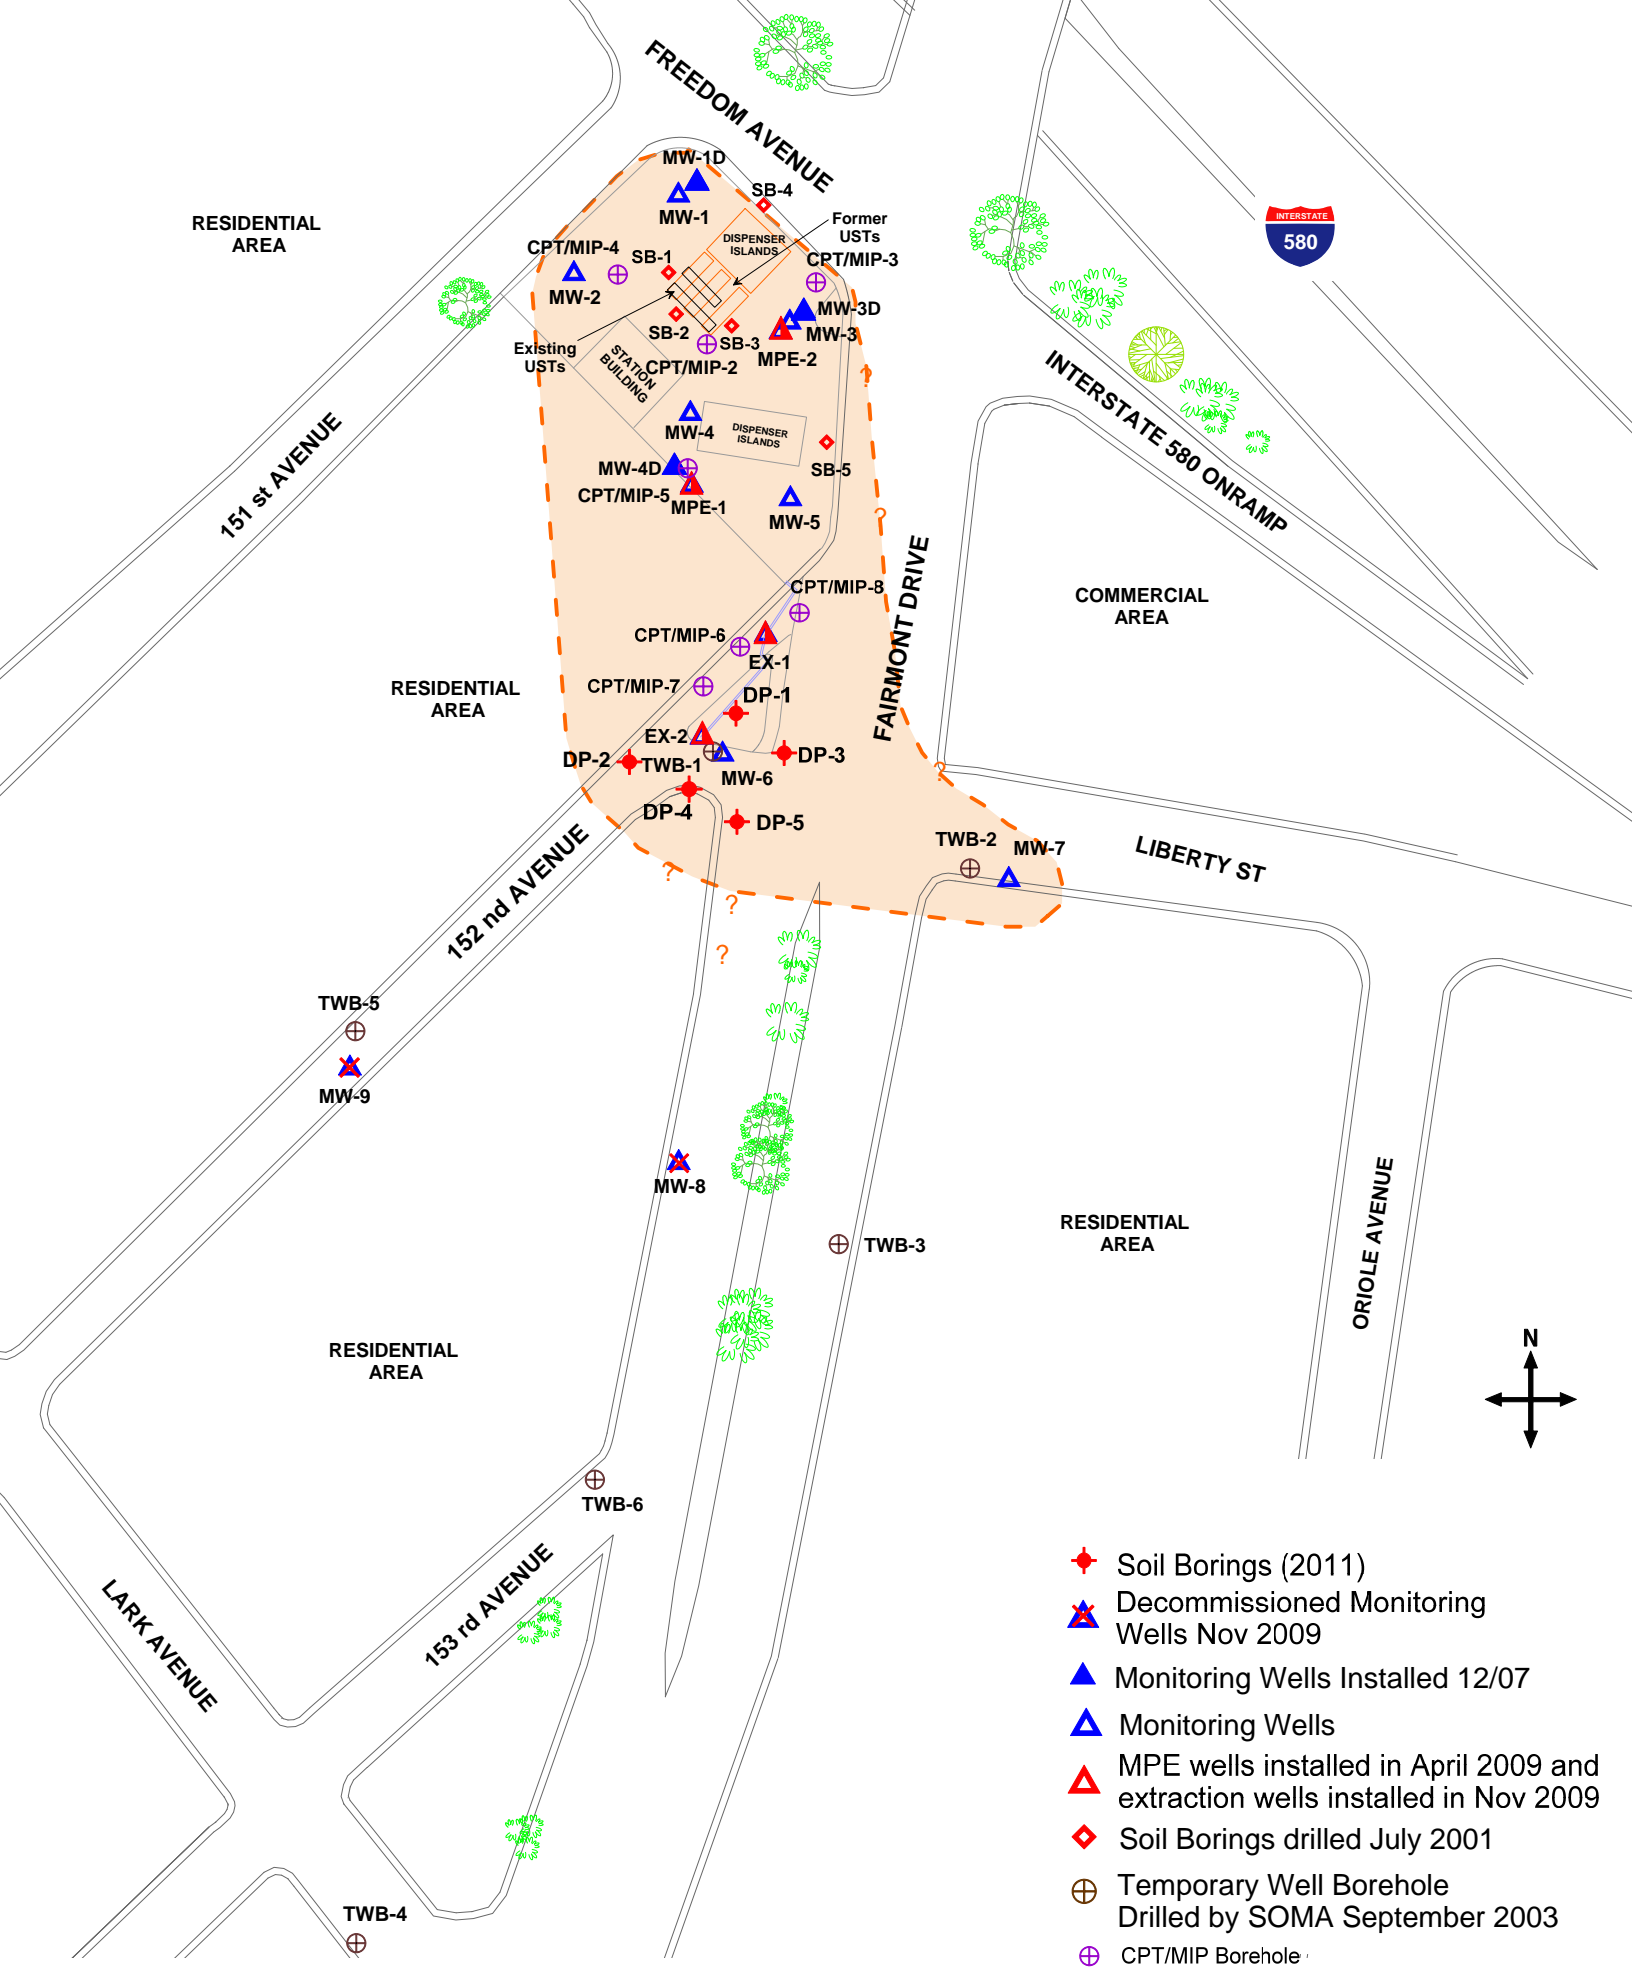 FREEDOM AVENUE
MW-1D
MW-1
SB-4
RESIDENTIAL
AREA
Former
USTs
DISPENSER
ISLANDS
INTERSTATE
580
CPT/MIP-4
SB-1
CPT/MIP-3
MW-2
MW-3D
SB-2
SB-3
MW-3
Existing
USTs
STATION
BUILDING
CPT/MIP-2
MPE-2
?
INTERSTATE 580 ONRAMP
MW-4
DISPENSER
ISLANDS
151 st AVENUE
MW-4D
SB-5
CPT/MIP-5
MPE-1
MW-5
?
FAIRMONT DRIVE
CPT/MIP-8
COMMERCIAL
AREA
CPT/MIP-6
EX-1
RESIDENTIAL
AREA
CPT/MIP-7
DP-1
EX-2
DP-2
TWB-1
MW-6
DP-3
?
DP-4
DP-5
TWB-2
MW-7
LIBERTY ST
152 nd AVENUE
?
?
?
TWB-5
MW-9
MW-8
TWB-3
RESIDENTIAL
AREA
ORIOLE AVENUE
RESIDENTIAL
AREA
N
TWB-6
LARK AVENUE
153 rd AVENUE
TWB-4
Soil Borings (2011)
Decommissioned Monitoring
Wells Nov 2009
Monitoring Wells Installed 12/07
Monitoring Wells
MPE wells installed in April 2009 and
extraction wells installed in Nov 2009
Soil Borings drilled July 2001
Temporary Well Borehole
Drilled by SOMA September 2003
CPT/MIP Borehole